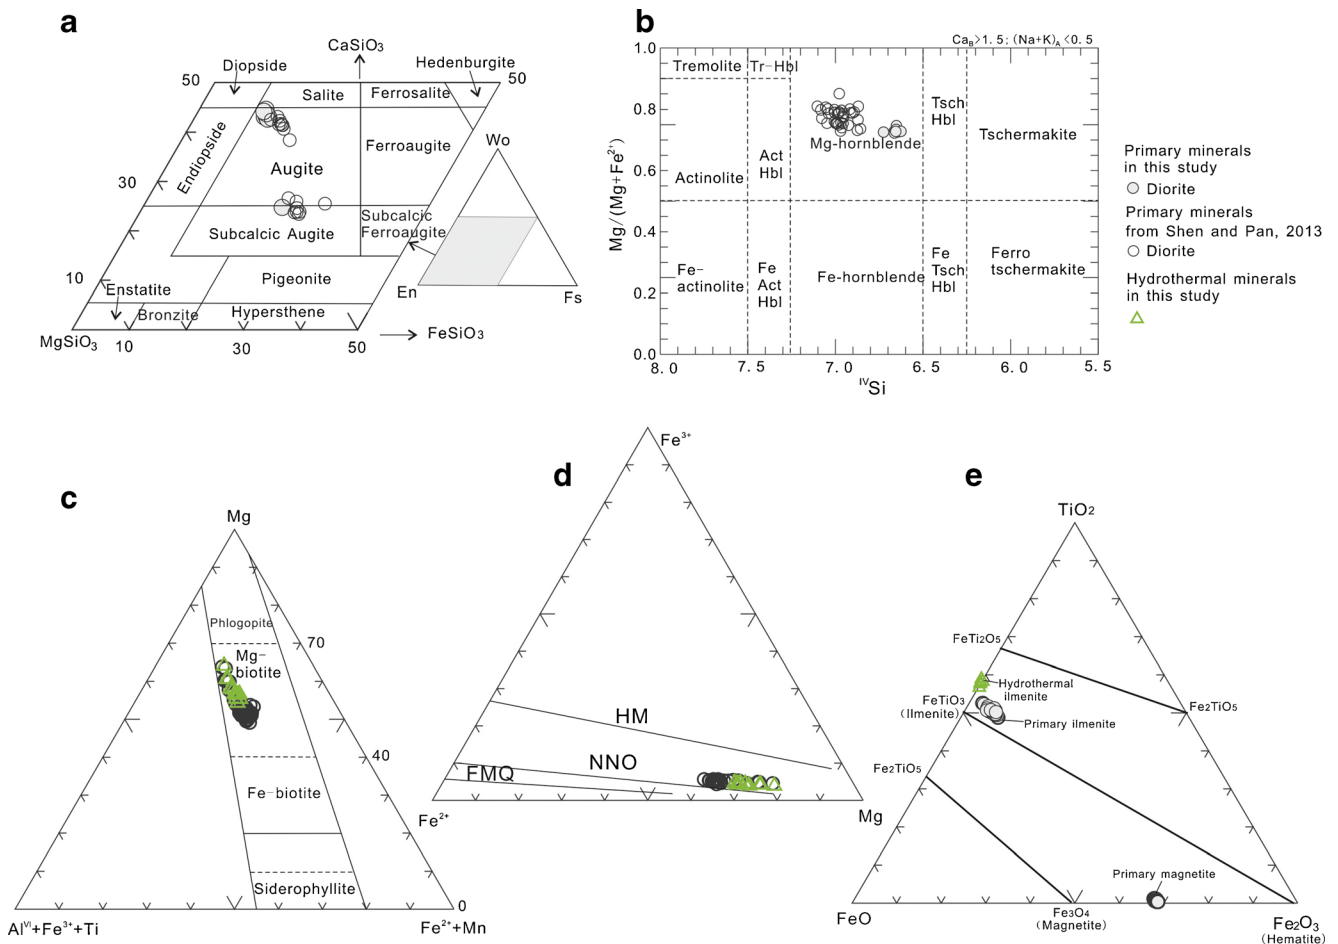 a
CaSiO3
Diopside
Hedenburgite
50
50
Salite
Ferrosalite
Endiopside
Ferroaugite
Augite
Wo
30
Subcalcic Augite
Subcalcic
Ferroaugite
10
Pigeonite
Enstatite
En
Fs
Bronzite
Hypersthene
MgSiO3
10
30
50
FeSiO3
b
CaB>1.5; (Na+K)A<0.5
1.0
Tremolite
Tr-Hbl
0.8
Tsch
Hbl
Tschermakite
Mg-hornblende
Mg/(Mg+Fe2+)
Act
Hbl
0.6
Actinolite
0.4
Fe-
actinolite
Fe
Act
Hbl
Fe-hornblende
Fe
Tsch
Hbl
Ferro
tschermakite
0.2
0.0
8.0
7.5
7.0
6.5
6.0
5.5
IVSi
Primary minerals
in this study
Diorite
Primary minerals
from Shen and Pan, 2013
Diorite
Hydrothermal minerals
in this study
c
Mg
Phlogopite
70
Mg-
biotite
40
Fe-biotite
Siderophyllite
0
AlVI+Fe3++Ti
Fe2++Mn
d
Fe3+
HM
NNO
FMQ
Fe2+
Mg
e
TiO2
FeTi2O5
Hydrothermal
ilmenite
FeTiO3
(Ilmenite)
Fe2TiO5
Primary ilmenite
Fe2TiO5
Primary magnetite
FeO
Fe3O4
(Magnetite)
Fe2O3
(Hematite)